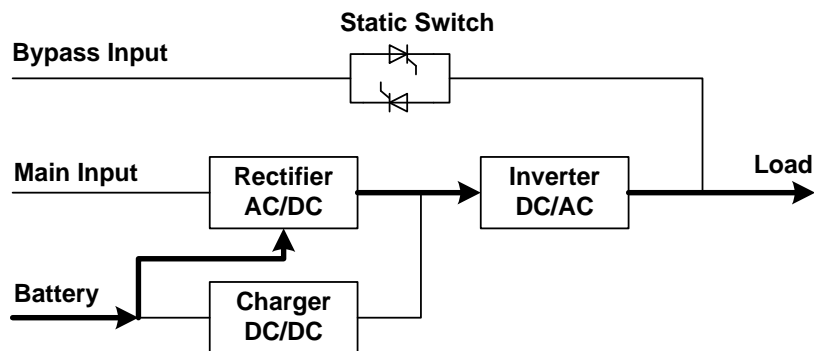 Static Switch
Bypass Input
Main Input
Rectifier
AC/DC
Inverter
DC/AC
Load
Battery
Charger
DC/DC